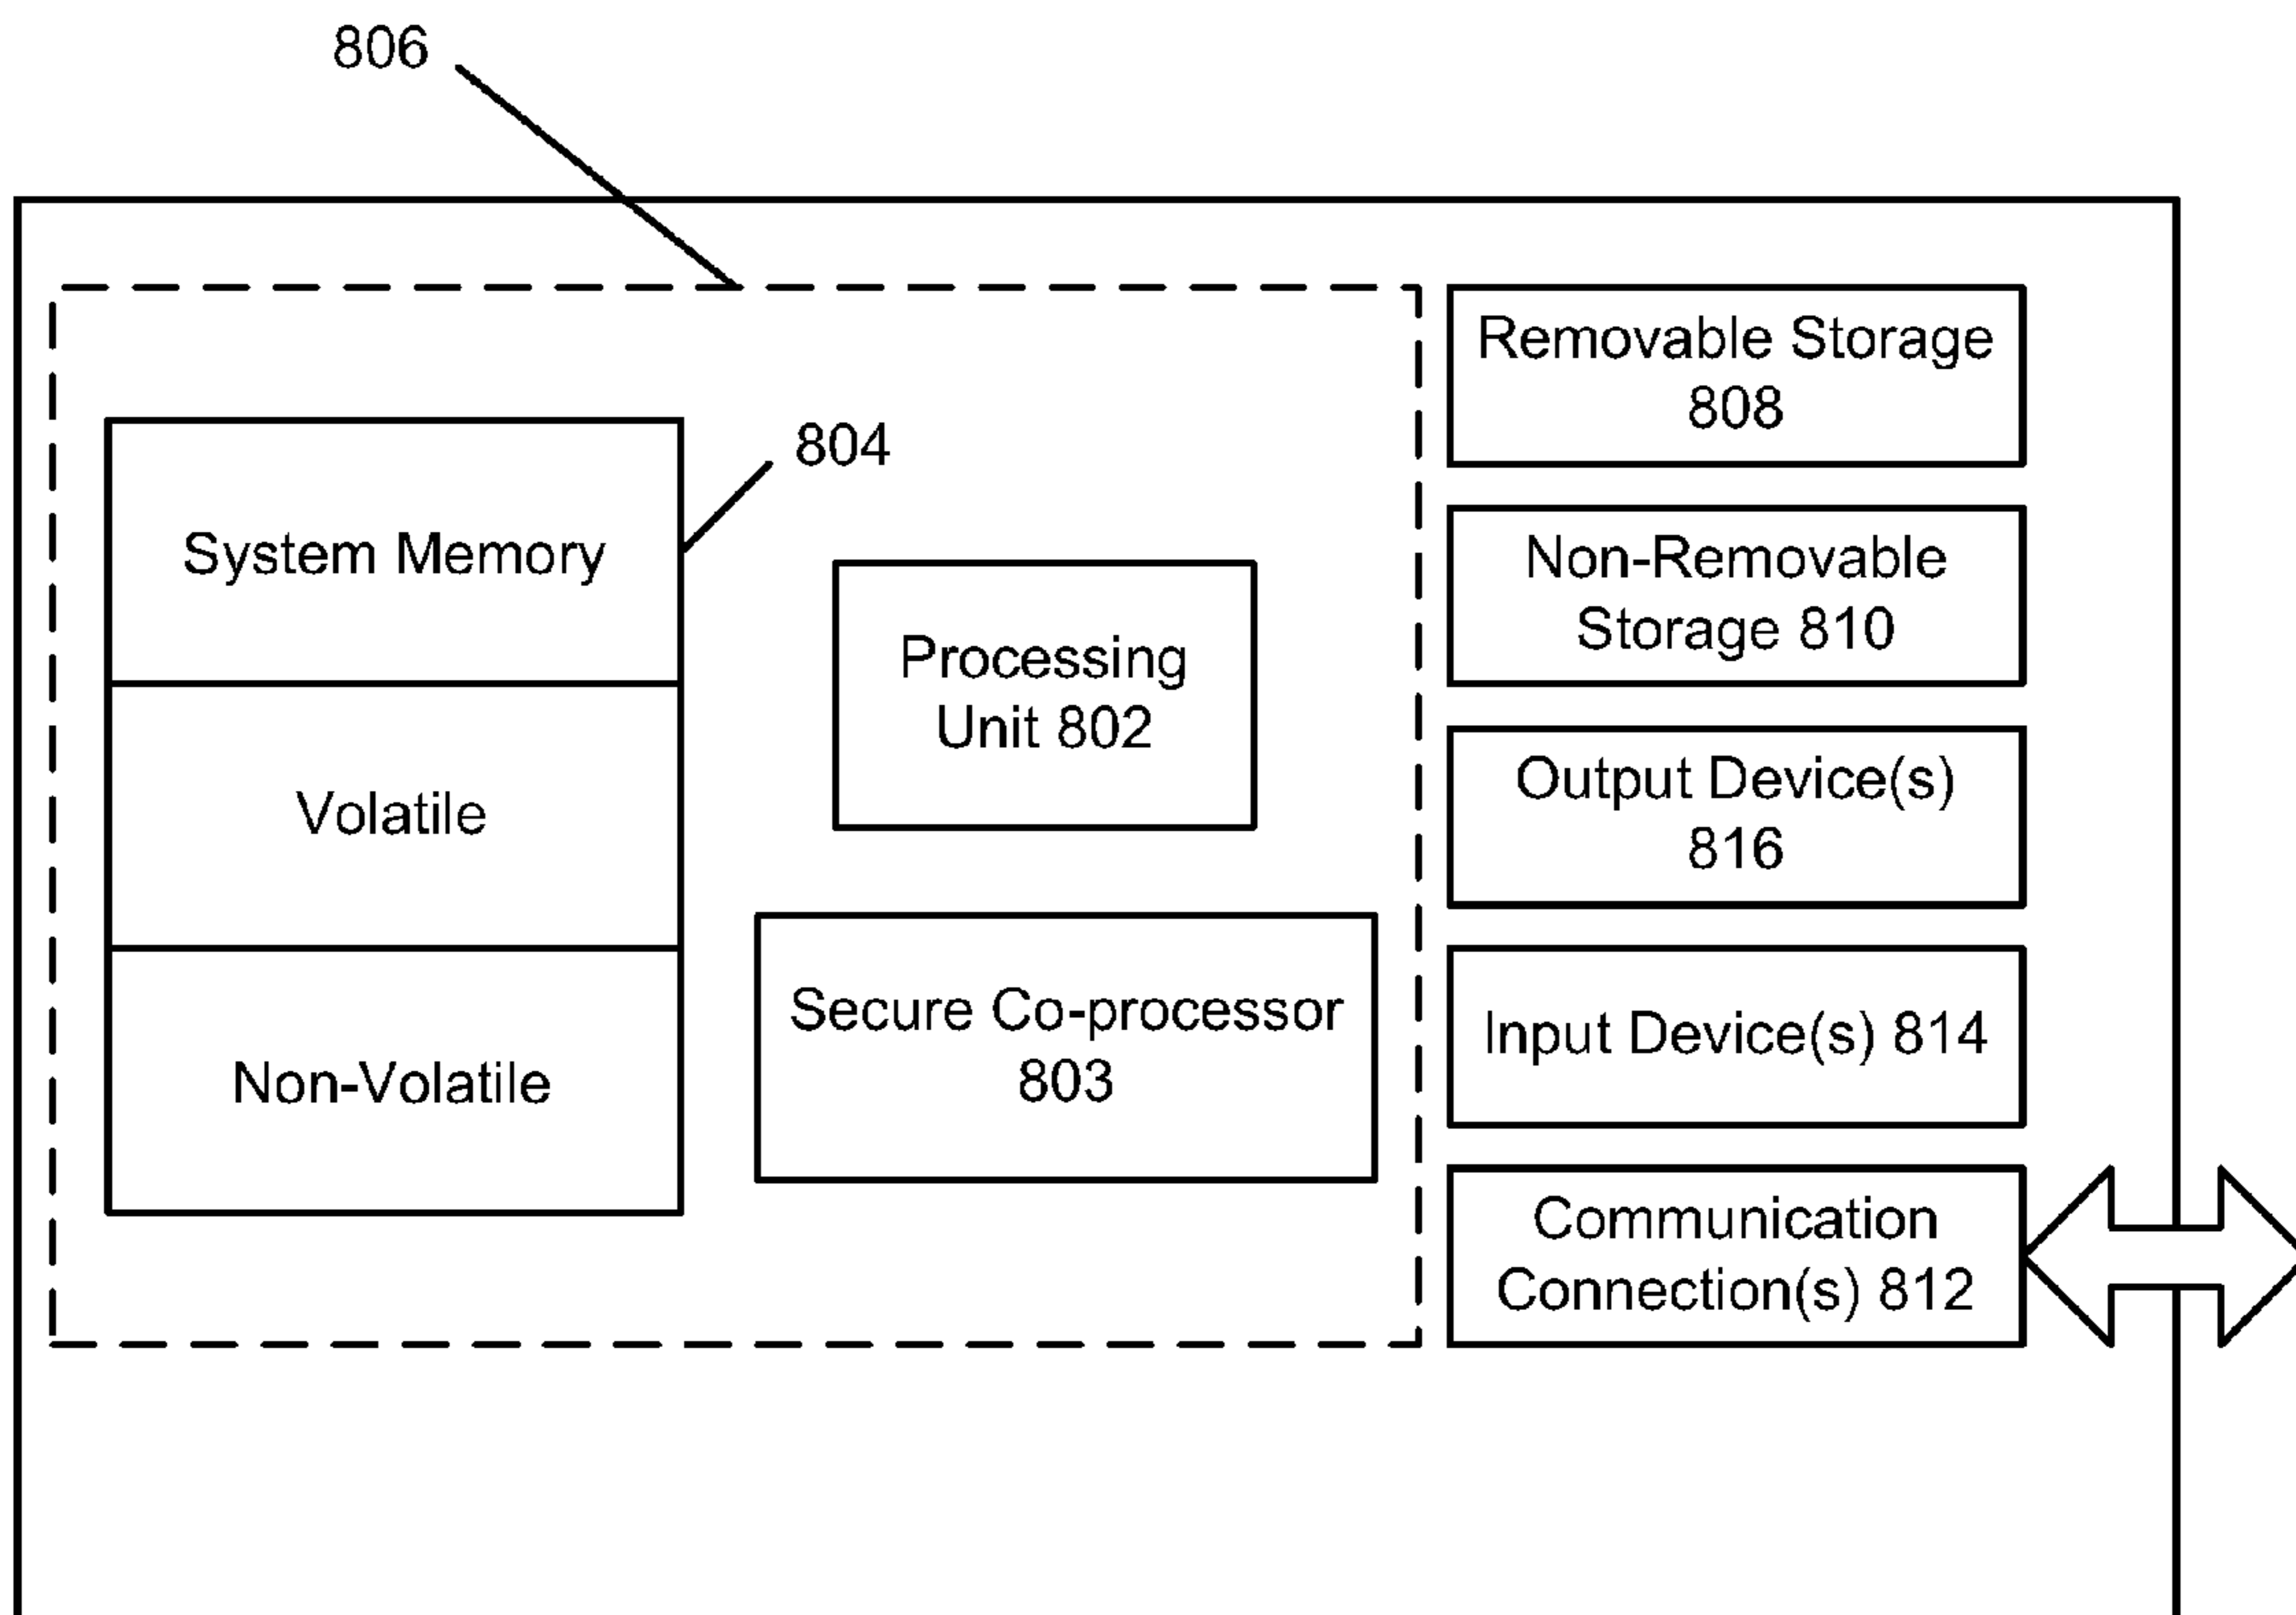 806
804
System Memory
Volatile
Non-Volatile
Processing
Unit 802
Secure Co-processor
803
Removable Storage
808
Non-Removable
Storage 810
Output Device(s)
816
Input Device(s) 814
Communication
Connection(s) 812